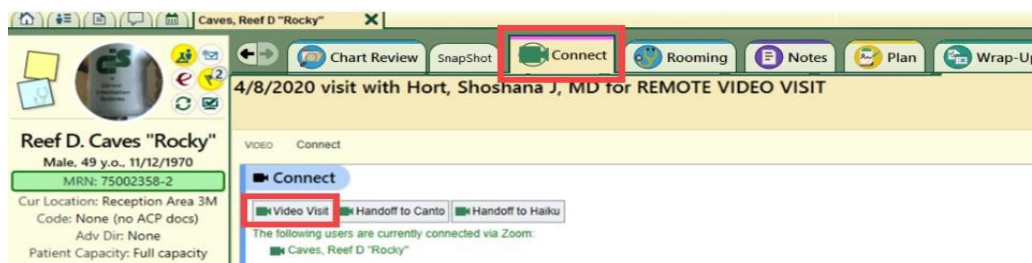 Caves, Reef D "Rocky" X
Chart Review SnapShot Connect Rooming Notes Plan Wrap-Up
2
4/8/2020 visit with Hort, Shoshana J, MD for REMOTE VIDEO VISIT
Reef D. Caves "Rocky"
Male, 49 y.o., 11/12/1970
MRN: 75002358-2
Cur Location: Reception Area 3M
Code: None (no ACP docs)
Adv Dir: None
Patient Capacity: Full capacity
VIDEO Connect
Connect
Video Visit Handoff to Canto Handoff to Haiku
The following users are currently connected via Zoom:
Caves, Reef D "Rocky"